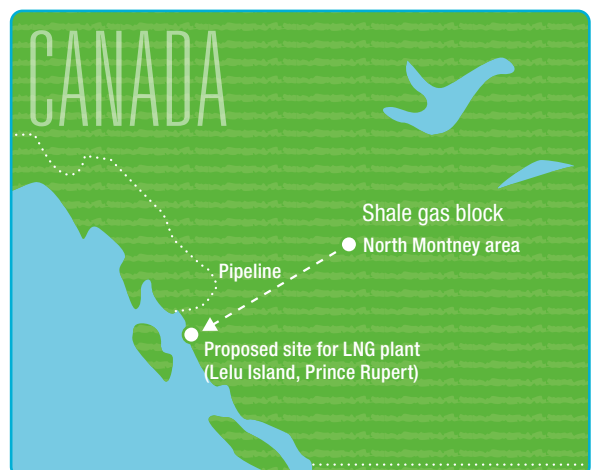 CANADA
Shale gas block
North Montney area
Pipeline
Proposed site for LNG plant
(Lelu Island, Prince Rupert)